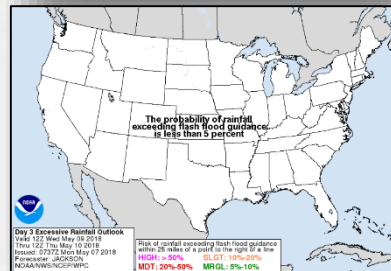 The probability of rainfall
exceeding flash flood guidance
is less than 5 percent
noaa
Day 3 Excessive Rainfall Outlook
Valid 12Z Wed May 09 2018
Thru 12Z Thu May 10 2018
Issued: 0737Z Mon May 07 2018
Forecaster: JACKSON
NOAA/NWS/NCEP/WPC
Risk of rainfall exceeding flash flood guidance
within 25 miles of a point to the right of a line
HIGH: > 50% SLGT: 10%-20%
MDT: 20%-50% MRGL: 5%-10%